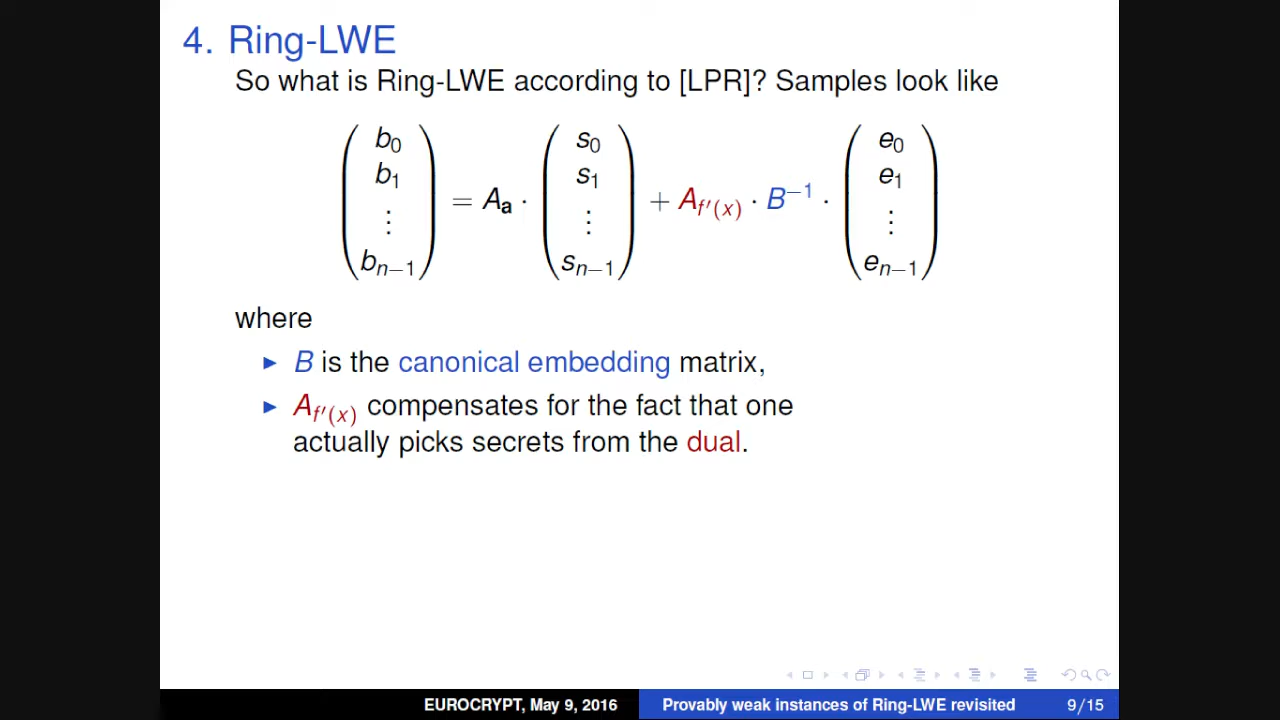 4. Ring-LWE
So what is Ring-LWE according to [LPR]? Samples look like
(b₀ b₁ ⋮ bₙ₋₁) = A_a · (s₀ s₁ ⋮ sₙ₋₁) + A_{f′(x)} · B⁻¹ · (e₀ e₁ ⋮ eₙ₋₁)
where
▶ B is the canonical embedding matrix,
▶ A_{f′(x)} compensates for the fact that one
actually picks secrets from the dual.
EUROCRYPT, May 9, 2016 Provably weak instances of Ring-LWE revisited 9/15